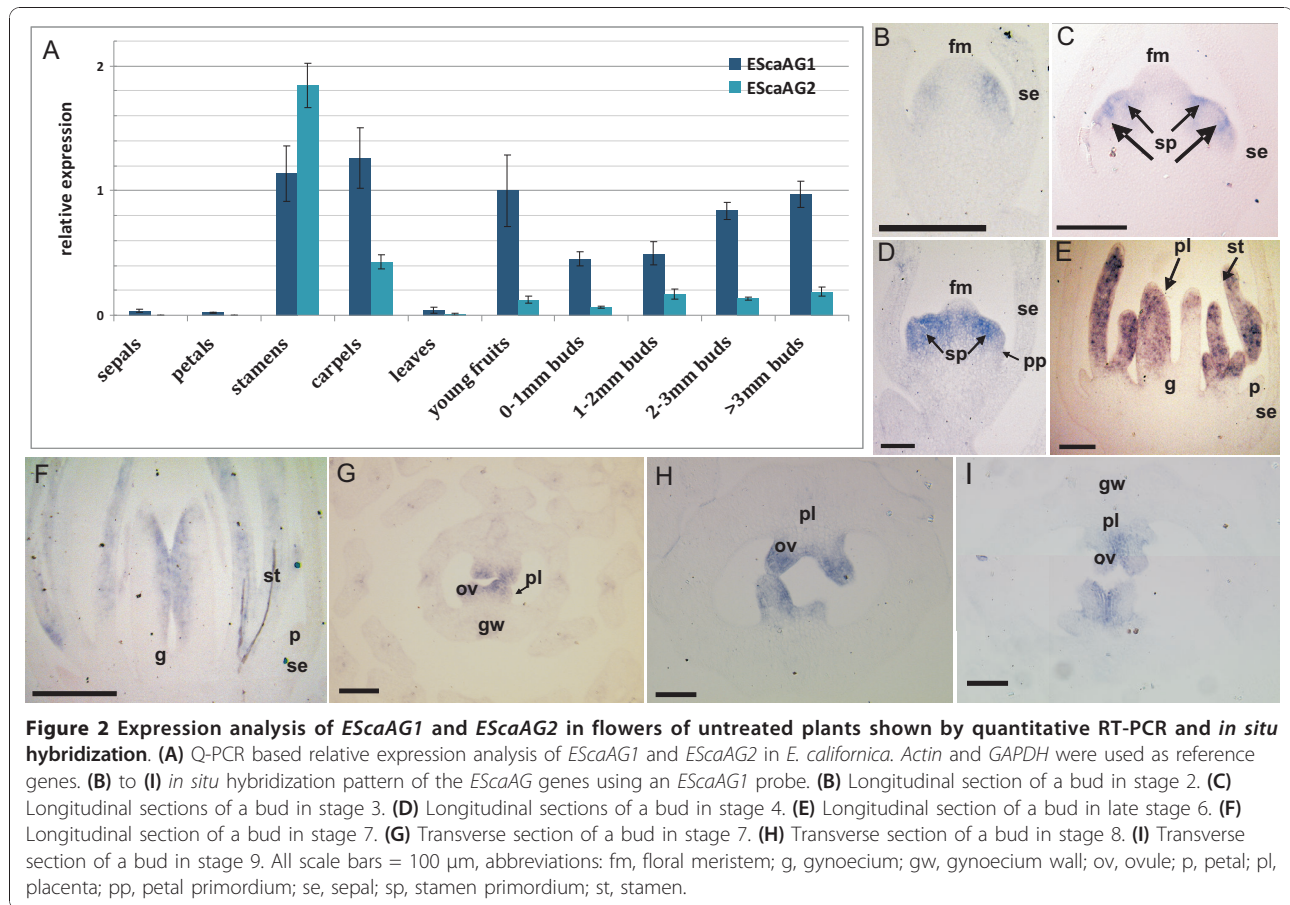 A
relative expression
2
1
0
EScaAG1
EScaAG2
sepals
petals
stamens
carpels
leaves
young fruits
0-1mm buds
1-2mm buds
2-3mm buds
>3mm buds
B
fm
se
C
fm
sp
se
D
fm
se
sp
pp
E
pl
st
g
p
se
F
st
g
p
se
G
ov
pl
gw
H
pl
ov
I
gw
pl
ov
Figure 2 Expression analysis of EScaAG1 and EScaAG2 in flowers of untreated plants shown by quantitative RT-PCR and in situ
hybridization. (A) Q-PCR based relative expression analysis of EScaAG1 and EScaAG2 in E. californica. Actin and GAPDH were used as reference
genes. (B) to (I) in situ hybridization pattern of the EScaAG genes using an EScaAG1 probe. (B) Longitudinal section of a bud in stage 2. (C)
Longitudinal sections of a bud in stage 3. (D) Longitudinal sections of a bud in stage 4. (E) Longitudinal section of a bud in late stage 6. (F)
Longitudinal section of a bud in stage 7. (G) Transverse section of a bud in stage 7. (H) Transverse section of a bud in stage 8. (I) Transverse
section of a bud in stage 9. All scale bars = 100 μm, abbreviations: fm, floral meristem; g, gynoecium; gw, gynoecium wall; ov, ovule; p, petal; pl,
placenta; pp, petal primordium; se, sepal; sp, stamen primordium; st, stamen.